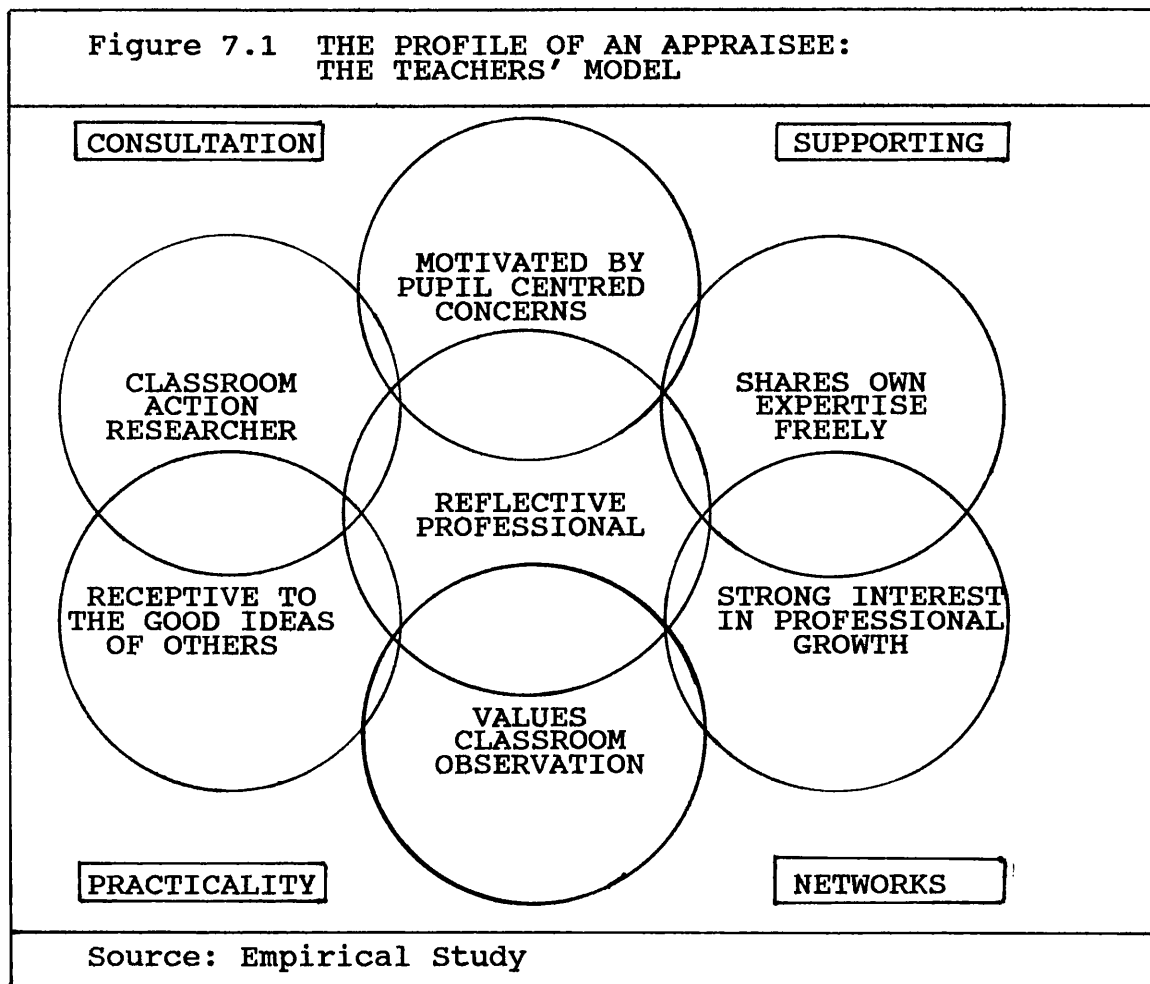 Figure 7.1 THE PROFILE OF AN APPRAISEE:
THE TEACHERS' MODEL
CONSULTATION
SUPPORTING
MOTIVATED BY
PUPIL CENTRED
CONCERNS
CLASSROOM
ACTION
RESEARCHER
SHARES OWN
EXPERTISE
FREELY
REFLECTIVE
PROFESSIONAL
RECEPTIVE TO
THE GOOD IDEAS
OF OTHERS
STRONG INTEREST
IN PROFESSIONAL
GROWTH
VALUES
CLASSROOM
OBSERVATION
PRACTICALITY
NETWORKS
Source: Empirical Study